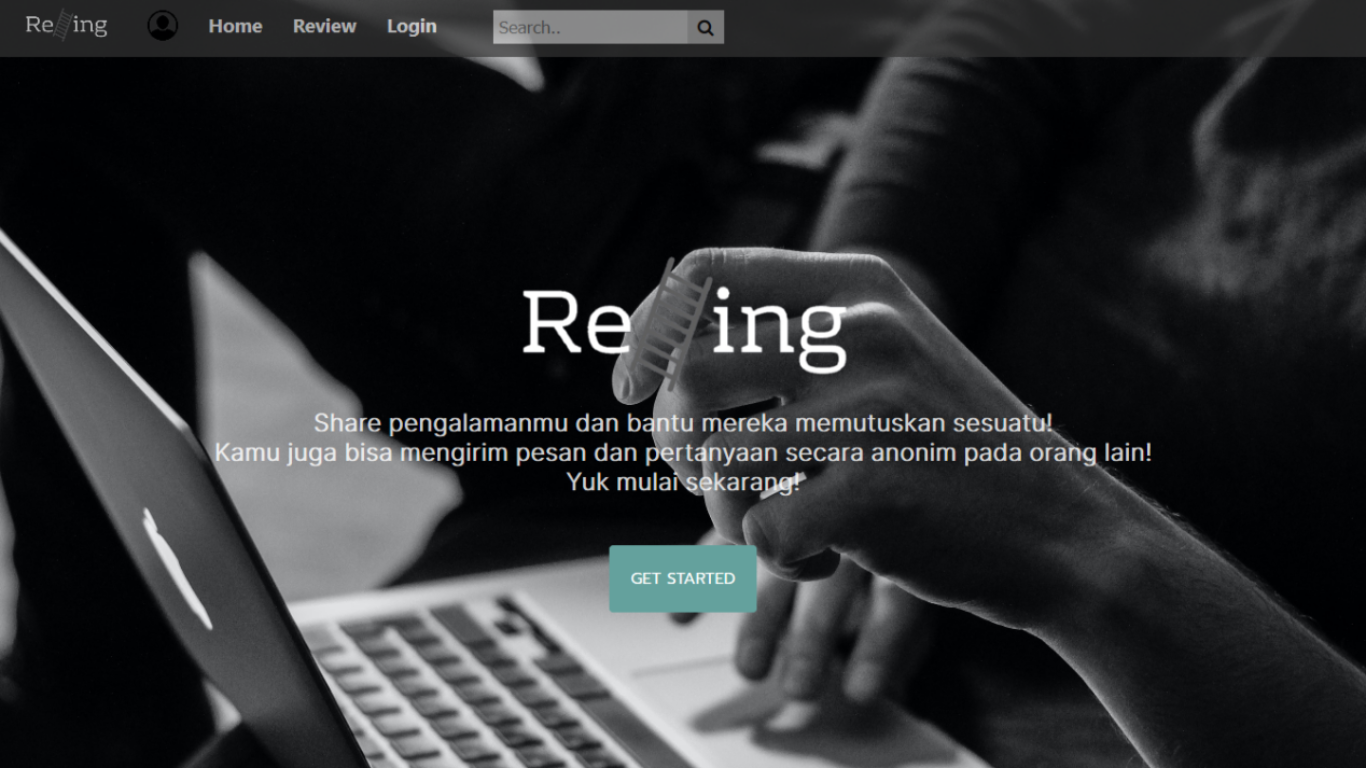 Re ing
Home
Review
Login
Search..
Re ing
Share pengalamanmu dan bantu mereka memutuskan sesuatu!
Kamu juga bisa mengirim pesan dan pertanyaan secara anonim pada orang lain!
Yuk mulai sekarang!
GET STARTED